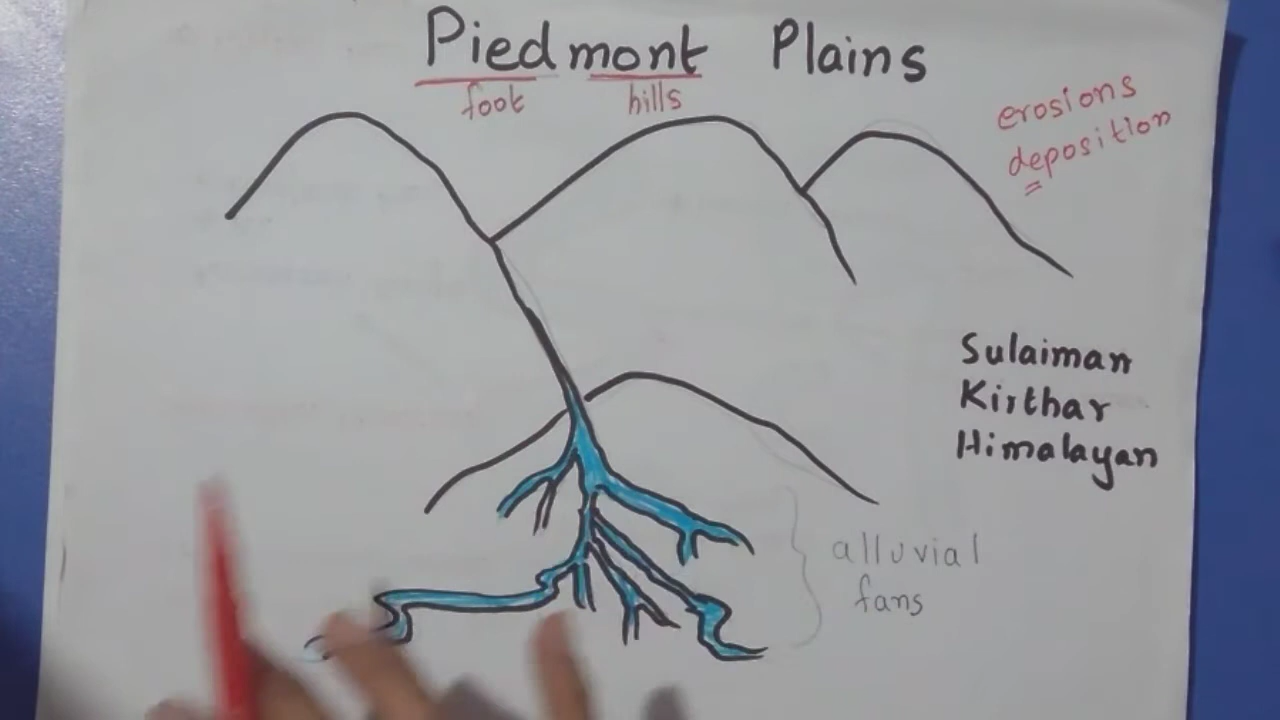 Piedmont Plains
foot hills
erosions
deposition
Sulaiman
Kirthar
Himalayan
alluvial
fans